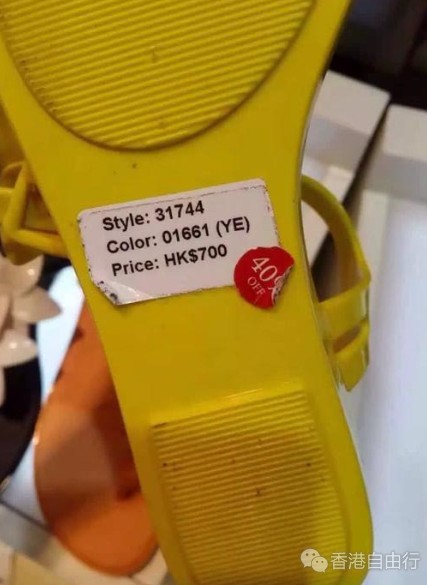 Style: 31744
Color: 01661 (YE)
Price: HK$700
40%
OFF
香港自由行